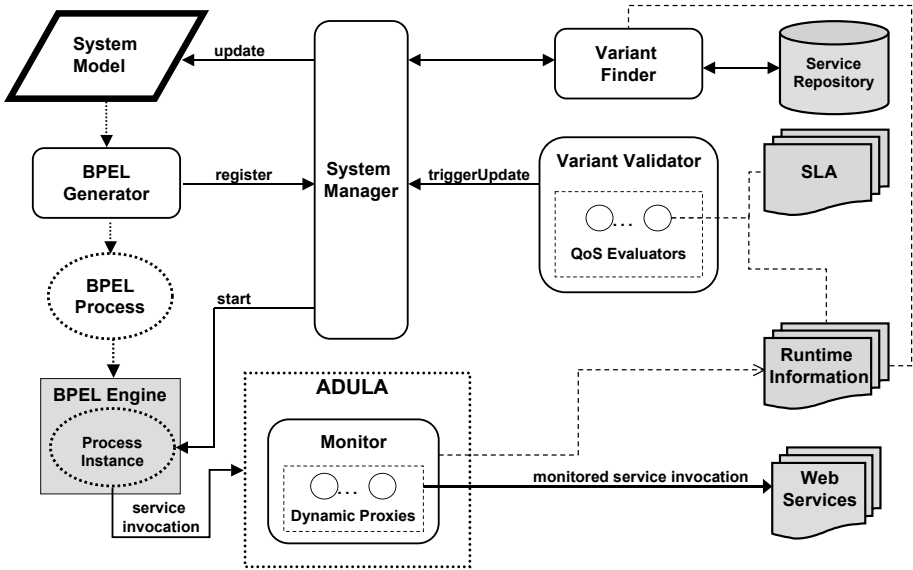 System
Model
update
Variant
Finder
Service
Repository
BPEL
Generator
register
System
Manager
triggerUpdate
Variant Validator
...
QoS Evaluators
SLA
BPEL
Process
start
Runtime
Information
BPEL Engine
Process
Instance
ADULA
Monitor
...
Dynamic Proxies
service
invocation
monitored service invocation
Web
Services